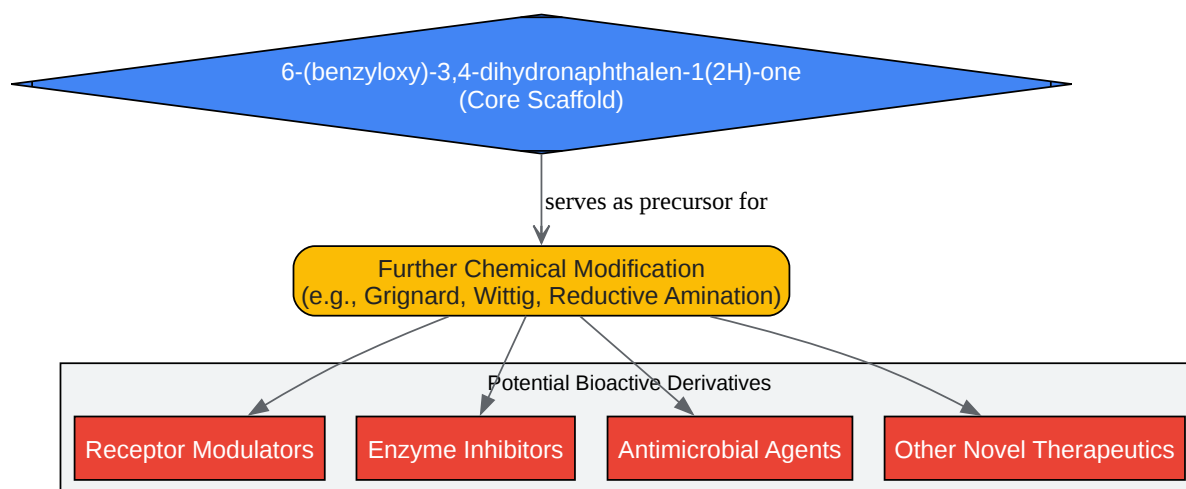 6-(benzyloxy)-3,4-dihydronaphthalen-1(2H)-one
(Core Scaffold)
serves as precursor for
Further Chemical Modification
(e.g., Grignard, Wittig, Reductive Amination)
Potential Bioactive Derivatives
Receptor Modulators
Enzyme Inhibitors
Antimicrobial Agents
Other Novel Therapeutics